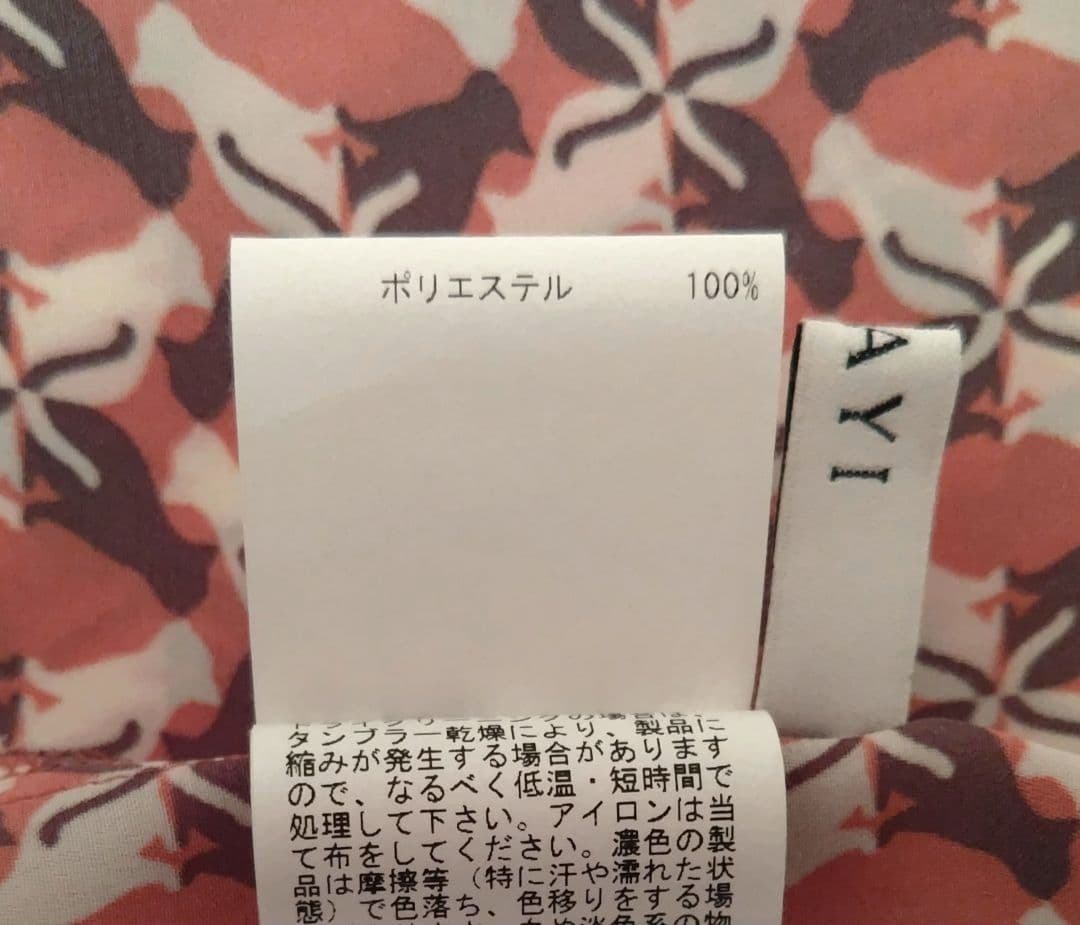 ポリエステル 100%
AYI
タンブラー乾燥により、製品に
縮みが発生する場合がありますので、なるべく低温・短時間で
処理して下さい。アイロンは当
て布をしてください。濃色の製
品は摩擦等（特に汗や濡れた状
態）で色落ち、色移りをする場